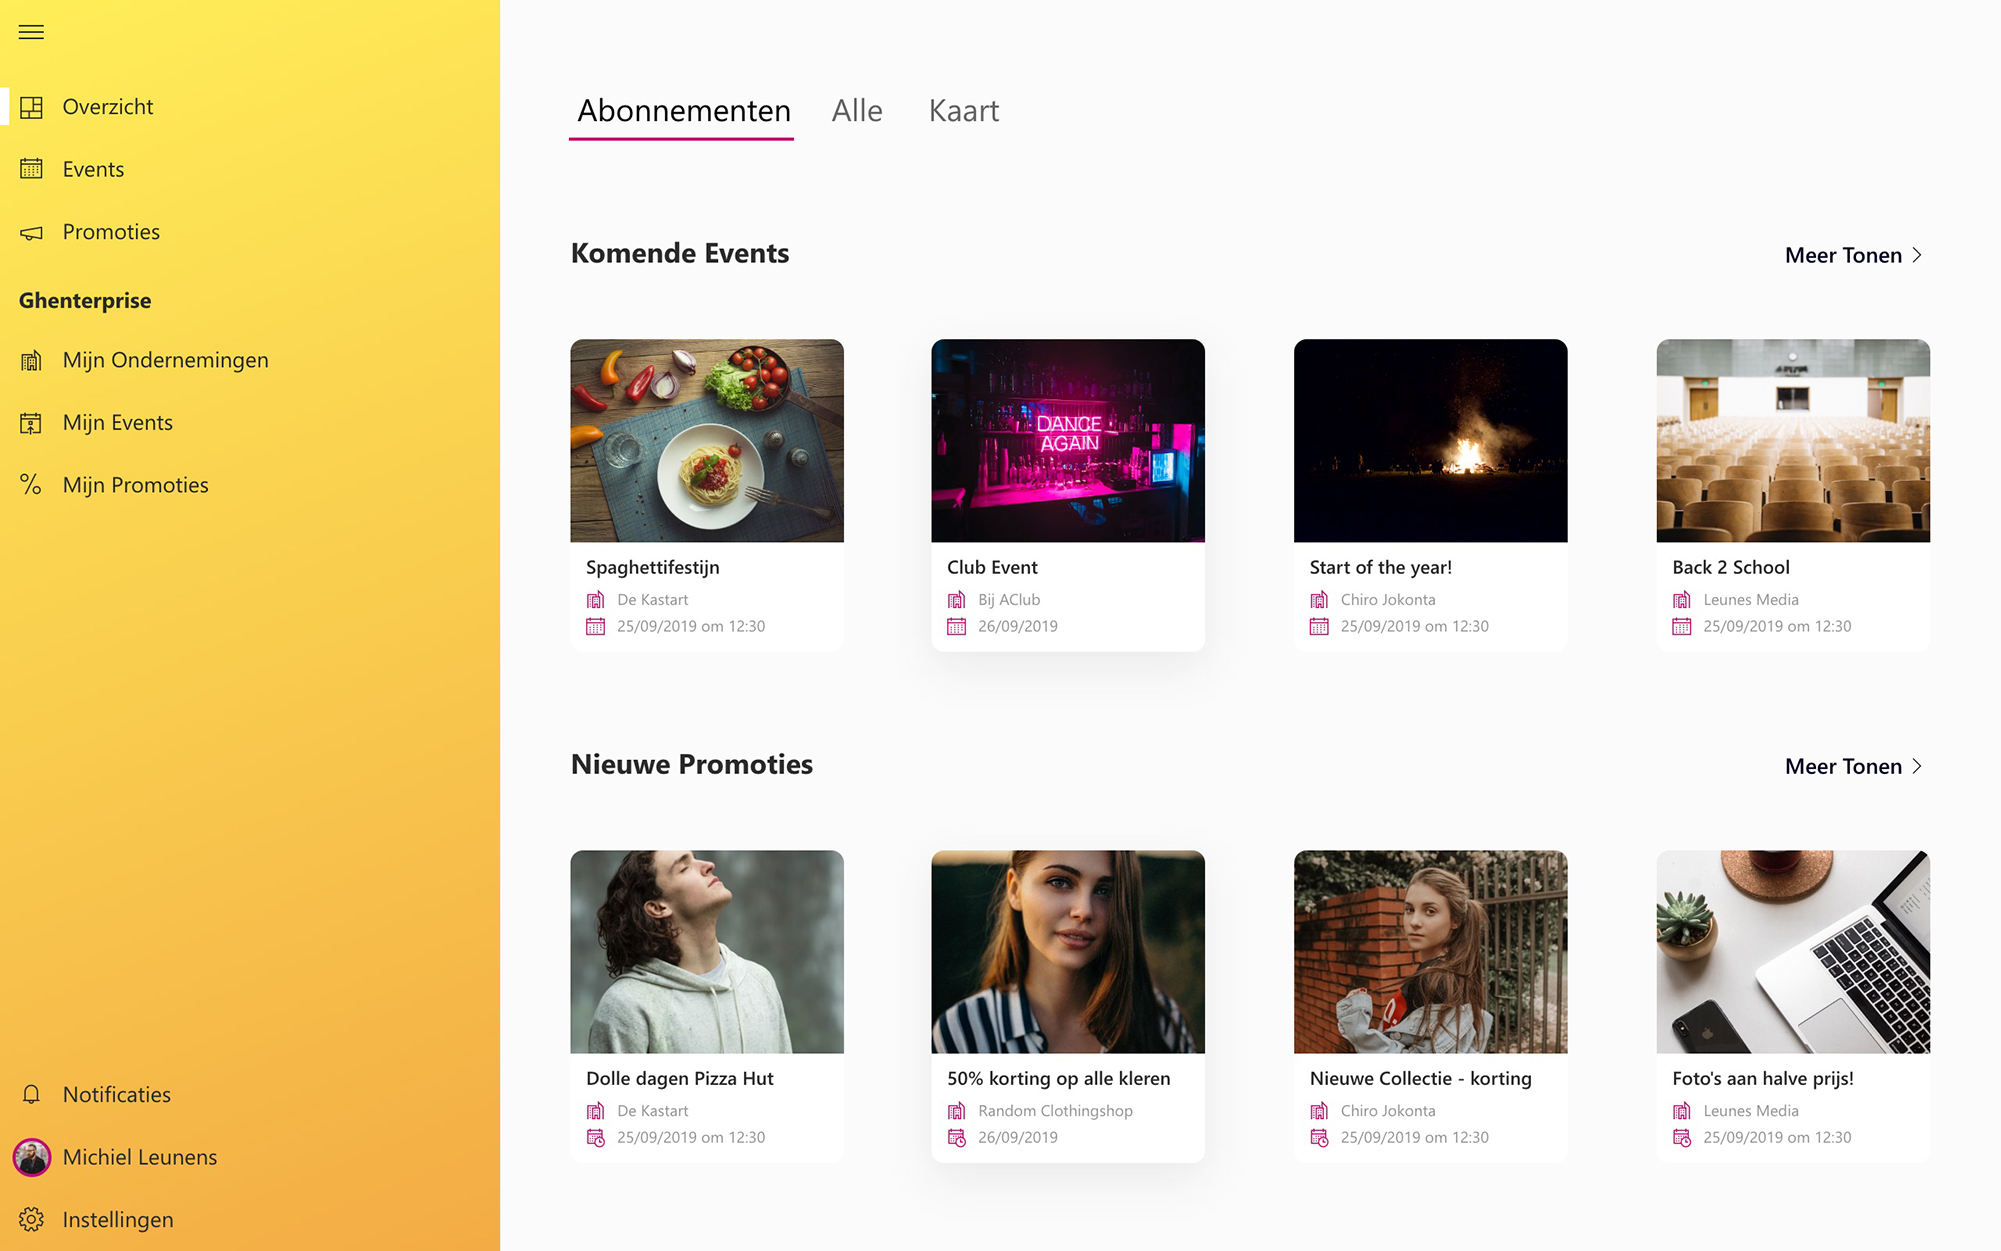 Overzicht
Events
Promoties
Ghenterprise
Mijn Ondernemingen
Mijn Events
Mijn Promoties
Notificaties
Michiel Leunens
Instellingen
Abonnementen Alle Kaart
Komende Events Meer Tonen
DANCE
AGAIN
Spaghettifestijn
De Kastart
25/09/2019 om 12:30
Club Event
Bij AClub
26/09/2019
Start of the year!
Chiro Jokonta
25/09/2019 om 12:30
Back 2 School
Leunes Media
25/09/2019 om 12:30
Nieuwe Promoties Meer Tonen
Dolle dagen Pizza Hut
De Kastart
25/09/2019 om 12:30
50% korting op alle kleren
Random Clothingshop
26/09/2019
Nieuwe Collectie - korting
Chiro Jokonta
25/09/2019 om 12:30
Foto's aan halve prijs!
Leunes Media
25/09/2019 om 12:30